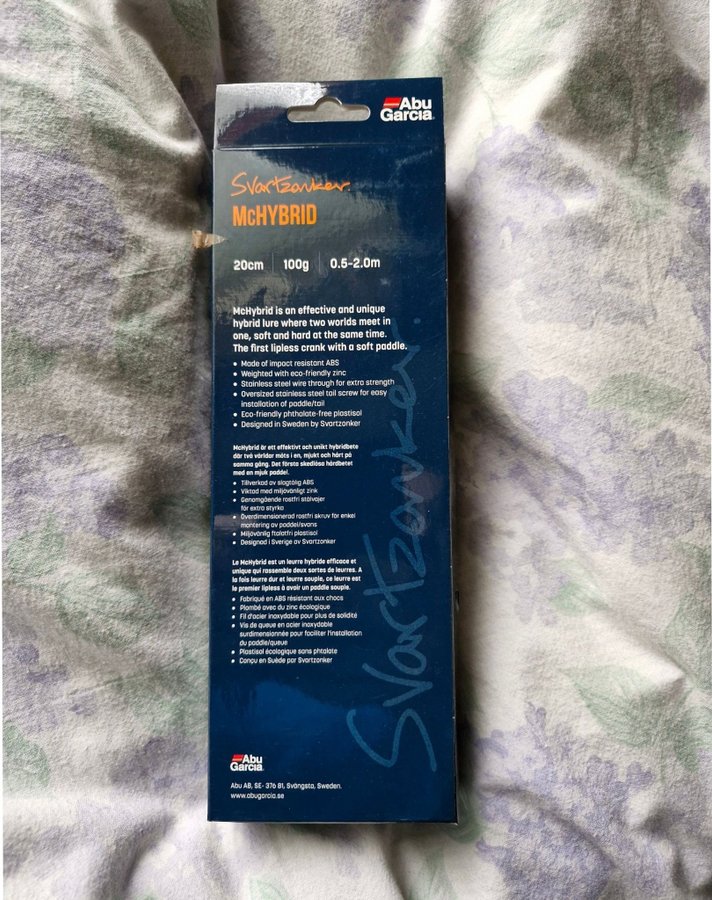 Abu
Garcia
Svartzonker
McHYBRID
20cm 100g 0.5-2.0m
McHybrid is an effective and unique
hybrid lure where two worlds meet in
one, soft and hard at the same time.
The first lipless crank with a soft paddle.
• Made of impact resistant ABS
• Weighted with eco-friendly zinc
• Stainless steel wire through for extra strength
• Oversized stainless steel tail screw for easy
installation of paddle/tail
• Eco-friendly phthalate-free plastisol
• Designed in Sweden by Svartzonker
McHybrid är ett effektivt och unikt hybridbete
där två världar möts i en, mjukt och hårt på
samma gång. Det första skedlösa hårdbetet
med en mjuk paddel.
• Tillverkad av slagtålig ABS
• Viktad med miljövänligt zink
• Genomgående rostfri stålvajer
för extra styrka
• Överdimensionerad rostfri skruv för enkel
montering av paddel/svans
• Miljövänlig ftalatfri plastisol
• Designad i Sverige av Svartzonker
Le McHybrid est un leurre hybride efficace et
unique qui rassemble deux sortes de leurres. A
la fois leurre dur et leurre souple, ce leurre est
le premier lipless à avoir un paddle souple.
• Fabriqué en ABS résistant aux chocs
• Plombé avec du zinc écologique
• Fil d'acier inoxydable pour plus de solidité
• Vis de queue en acier inoxydable
surdimensionnée pour faciliter l'installation
du paddle/queue
• Plastisol écologique sans phtalate
• Conçu en Suède par Svartzonker
Svartzonker.
Abu
Garcia
Abu AB, SE- 376 81, Svängsta, Sweden.
www.abugarcia.se